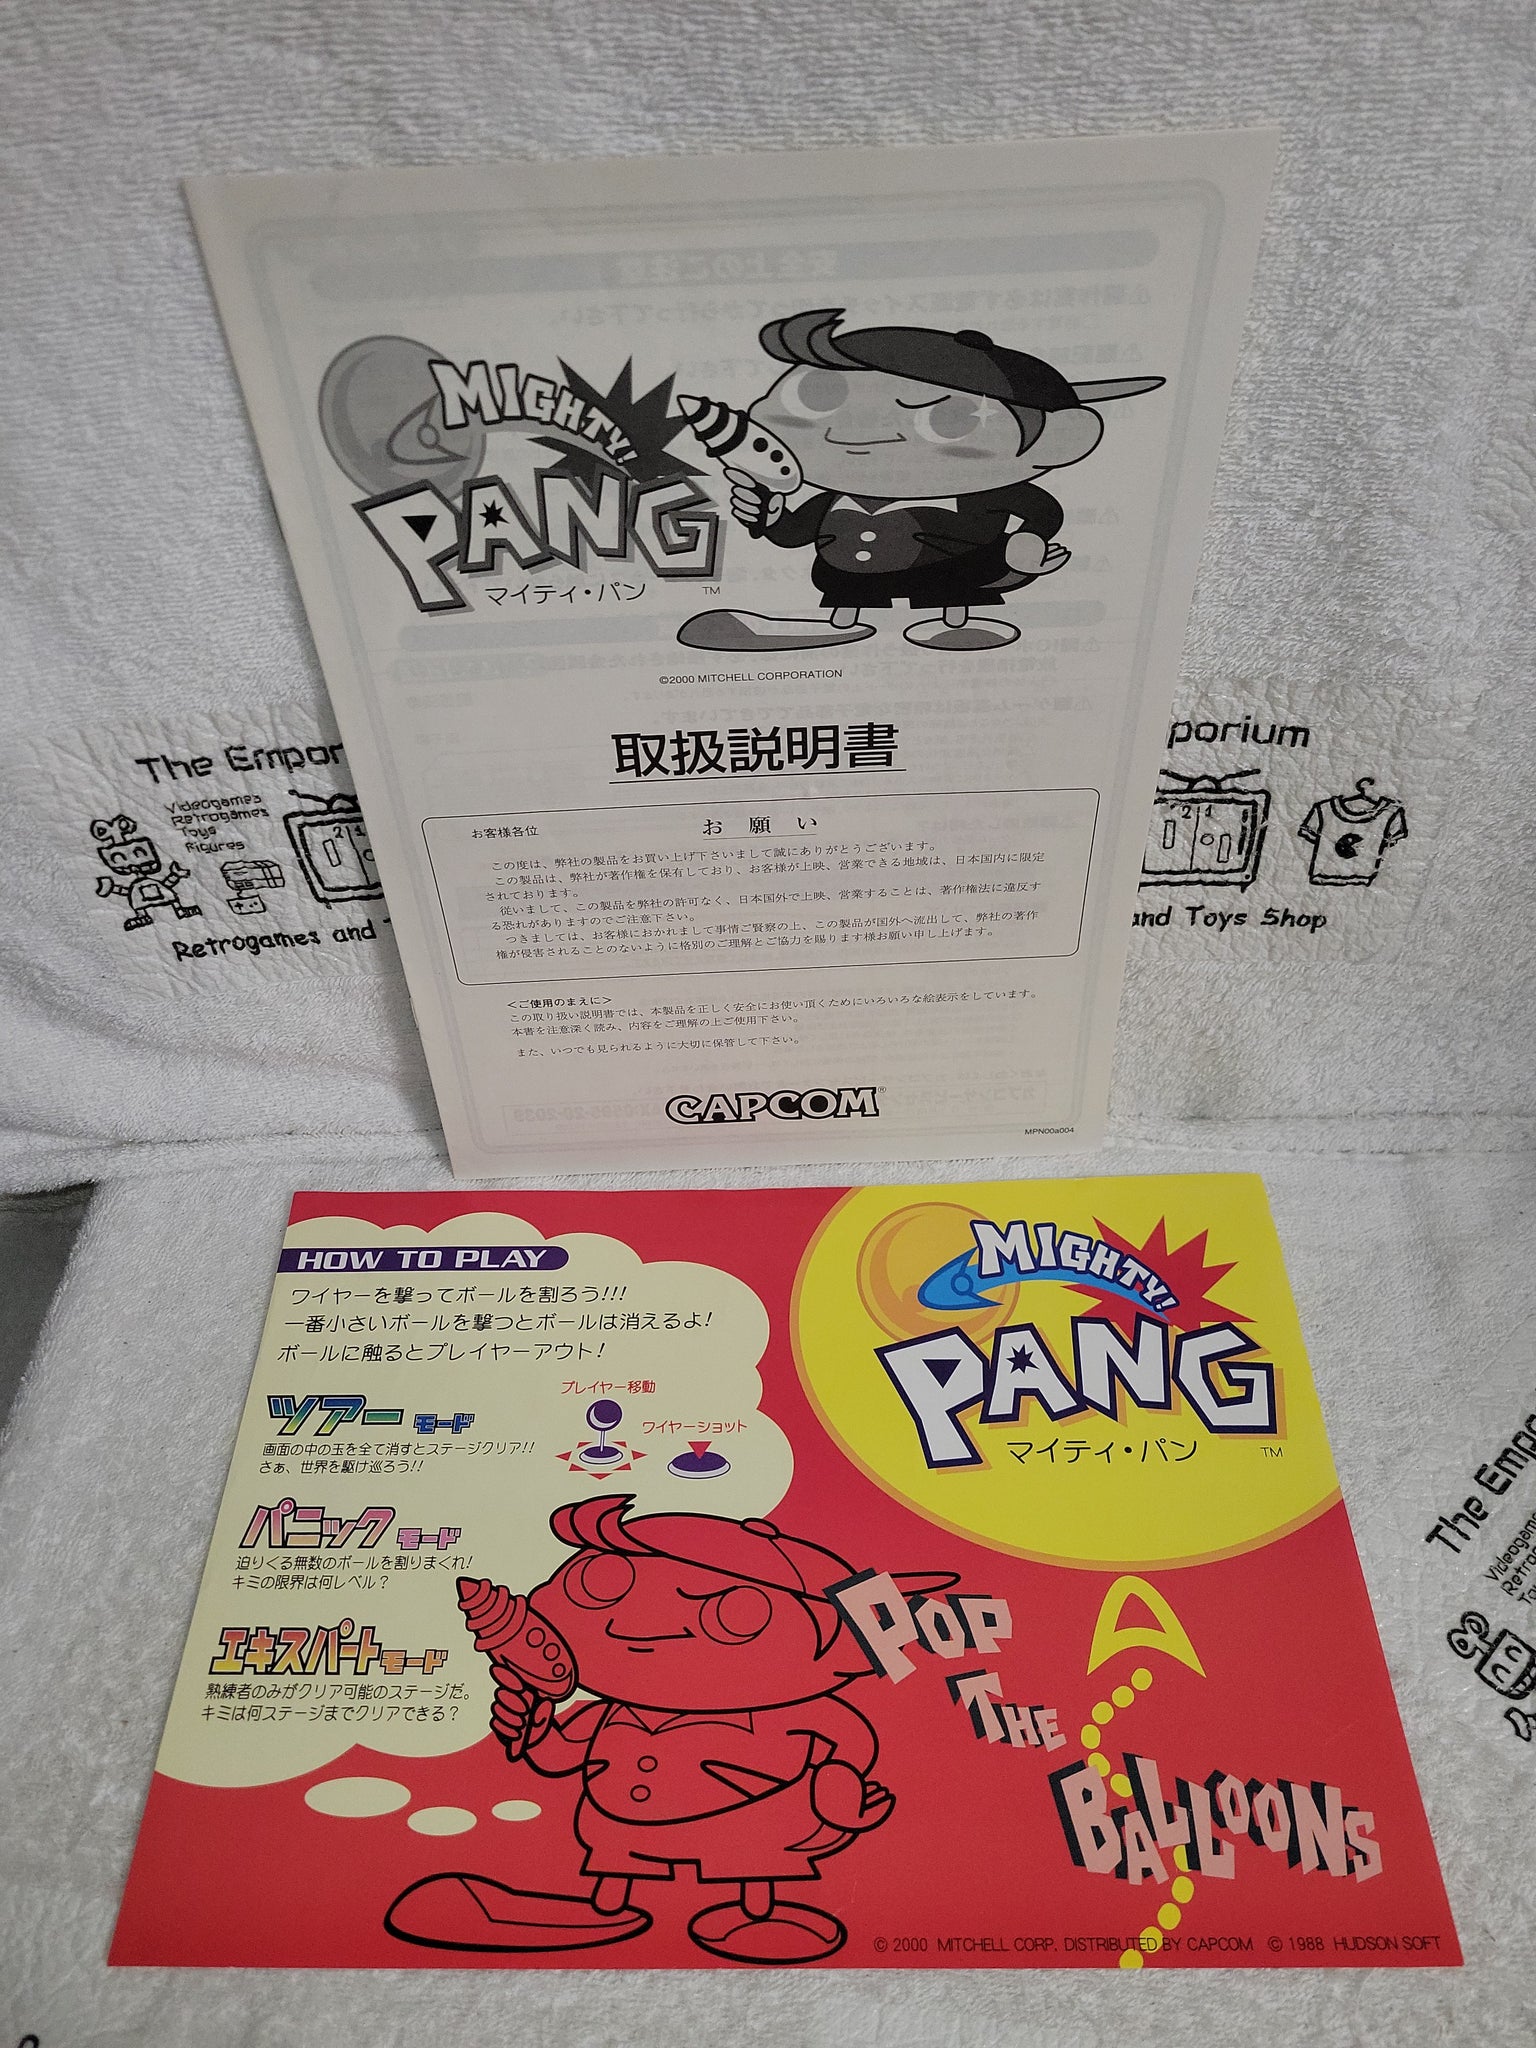 MIGHTY!
PANG
マイティ・パン
TM
©2000 MITCHELL CORPORATION
取扱説明書
お客様各位
お願い
この度は、弊社の製品をお買い上げ下さいまして誠にありがとうございます。
この製品は、弊社が著作権を保有しており、お客様が上映、営業できる地域は、日本国内に限定
されております。
従いまして、この製品を弊社の許可なく、日本国外で上映、営業することは、著作権法に違反す
る恐れがありますのでご注意下さい。
つきましては、お客様におかれまして事情ご賢察の上、この製品が国外へ流出して、弊社の著作
権が侵害されることのないように格別のご理解とご協力を賜ります様お願い申し上げます。
<ご使用のまえに>
この取り扱い説明書では、本製品を正しく安全にお使い頂くためにいろいろな絵表示をしています。
本書を注意深く読み、内容をご理解の上ご使用下さい。
また、いつでも見られるように大切に保管して下さい。
CAPCOM®
MPN00a004
The Empor
Videogames
Retrogames
Toys
Figures
2 1
Retrogames and T
porium
2 1
and Toys Shop
HOW TO PLAY
ワイヤーを撃ってボールを割ろう!!!
一番小さいボールを撃つとボールは消えるよ!
ボールに触るとプレイヤーアウト!
プレイヤー移動
ワイヤーショット
ツアーモード
画面の中の玉を全て消すとステージクリア!!
さぁ、世界を駆け巡ろう!!
パニックモード
迫りくる無数のボールを割りまくれ!
キミの限界は何レベル?
エキスパートモード
熟練者のみがクリア可能のステージだ。
キミは何ステージまでクリアできる?
MIGHTY!
PANG
マイティ・パン
TM
POP
THE
BALLOONS
© 2000 MITCHELL CORP. DISTRIBUTED BY CAPCOM © 1988 HUDSON SOFT
The Emp
Videogame
Retro